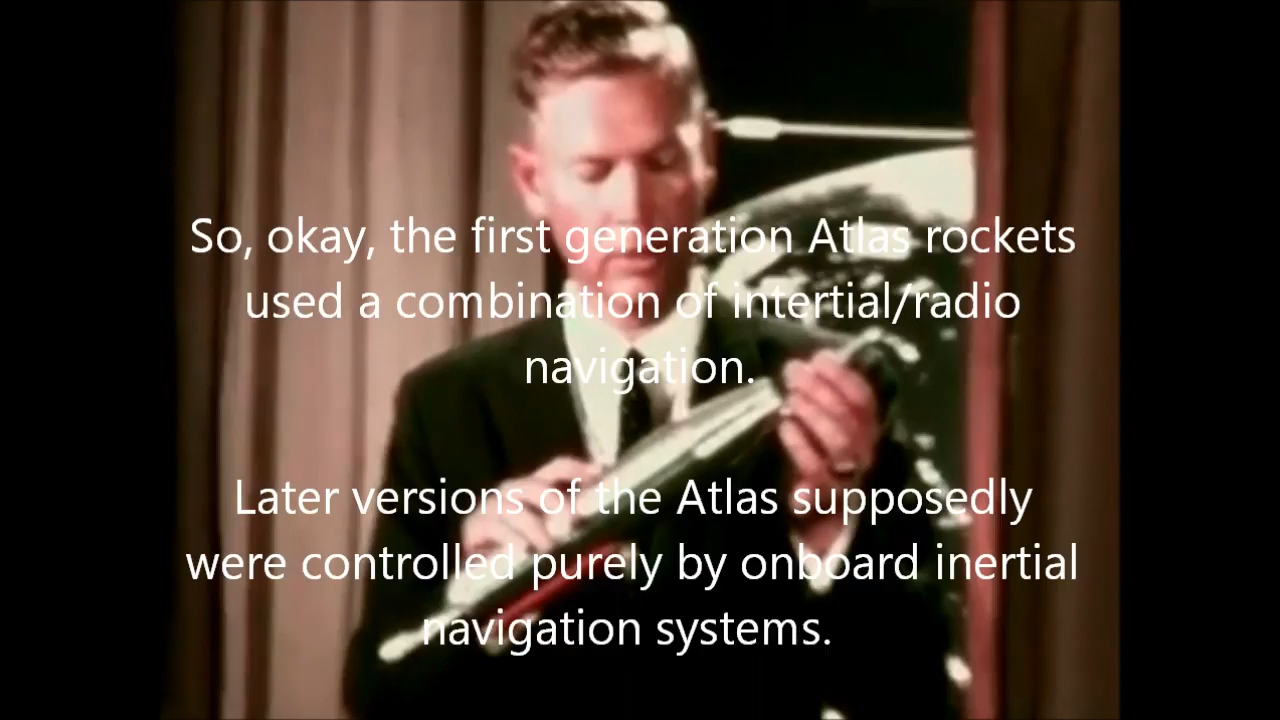 So, okay, the first generation Atlas rockets
used a combination of intertial/radio
navigation.
Later versions of the Atlas supposedly
were controlled purely by onboard inertial
navigation systems.